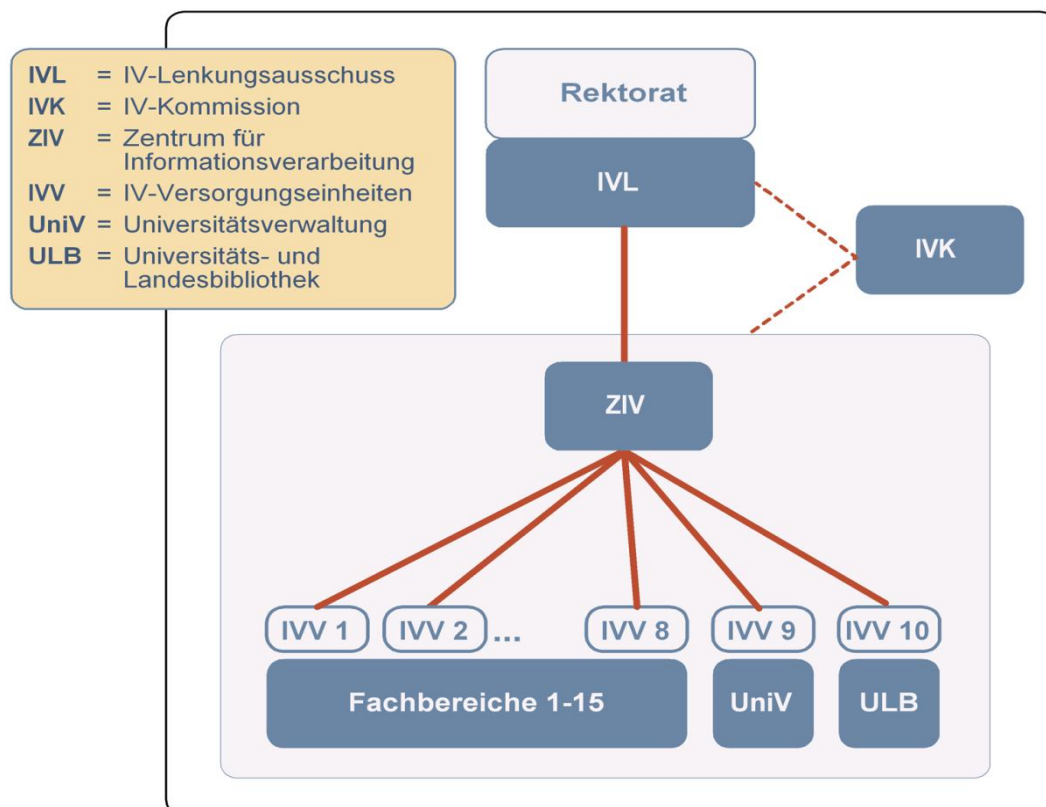 IVL = IV-Lenkungsausschuss
IVK = IV-Kommission
ZIV = Zentrum für
Informationsverarbeitung
IVV = IV-Versorgungseinheiten
UniV = Universitätsverwaltung
ULB = Universitäts- und
Landesbibliothek
Rektorat
IVL
IVK
ZIV
IVV 1 IVV 2 ... IVV 8 IVV 9 IVV 10
Fachbereiche 1-15 UniV ULB